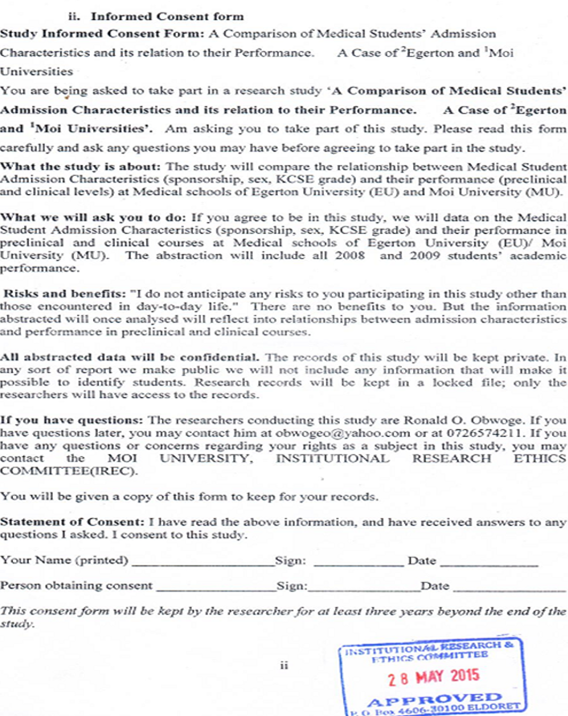 ii. Informed Consent form
Study Informed Consent Form: A Comparison of Medical Students' Admission
Characteristics and its relation to their Performance. A Case of ²Egerton and ¹Moi
Universities
You are being asked to take part in a research study 'A Comparison of Medical Students'
Admission Characteristics and its relation to their Performance. A Case of ²Egerton
and ¹Moi Universities'. Am asking you to take part of this study. Please read this form
carefully and ask any questions you may have before agreeing to take part in the study.
What the study is about: The study will compare the relationship between Medical Student
Admission Characteristics (sponsorship, sex, KCSE grade) and their performance (preclinical
and clinical levels) at Medical schools of Egerton University (EU) and Moi University (MU).
What we will ask you to do: If you agree to be in this study, we will data on the Medical
Student Admission Characteristics (sponsorship, sex, KCSE grade) and their performance in
preclinical and clinical courses at Medical schools of Egerton University (EU)/ Moi
University (MU). The abstraction will include all 2008 and 2009 students' academic
performance.
Risks and benefits: "I do not anticipate any risks to you participating in this study other than
those encountered in day-to-day life." There are no benefits to you. But the information
abstracted will once analysed will reflect into relationships between admission characteristics
and performance in preclinical and clinical courses.
All abstracted data will be confidential. The records of this study will be kept private. In
any sort of report we make public we will not include any information that will make it
possible to identify students. Research records will be kept in a locked file; only the
researchers will have access to the records.
If you have questions: The researchers conducting this study are Ronald O. Obwoge. If you
have questions later, you may contact him at obwogeo@yahoo.com or at 0726574211. If you
have any questions or concerns regarding your rights as a subject in this study, you may
contact the MOI UNIVERSITY, INSTITUTIONAL RESEARCH ETHICS
COMMITTEE(IREC).
You will be given a copy of this form to keep for your records.
Statement of Consent: I have read the above information, and have received answers to any
questions I asked. I consent to this study.
Your Name (printed) ____________________Sign: _____________ Date ______________
Person obtaining consent _________________Sign:________________Date ________________
This consent form will be kept by the researcher for at least three years beyond the end of the
study.
ii
INSTITUTIONAL RESEARCH &
ETHICS COMMITTEE
28 MAY 2015
APPROVED
P. O. Box 4606-30100 ELDORET